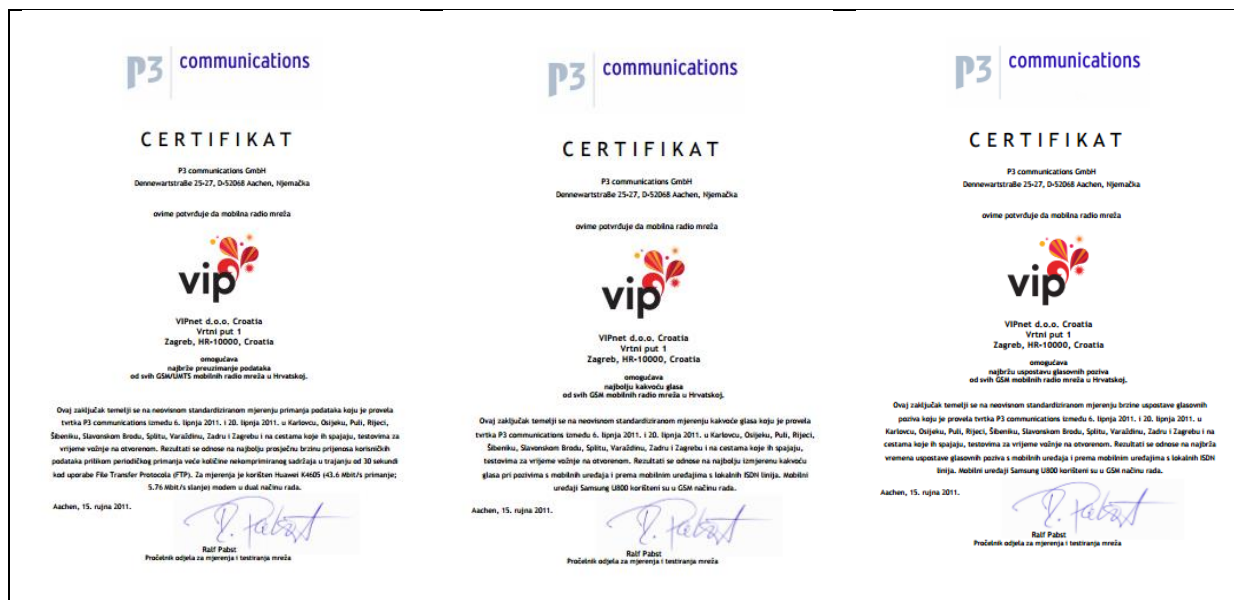 P3 communications
CERTIFIKAT
P3 communications GmbH
Dennewartstraße 25-27, D-52068 Aachen, Njemačka
ovime potvrđuje da mobilna radio mreža
vip
VIPnet d.o.o. Croatia
Vrtni put 1
Zagreb, HR-10000, Croatia
omogućava
najbrže preuzimanje podataka
od svih GSM/UMTS mobilnih radio mreža u Hrvatskoj.
Ovaj zaključak temelji se na neovisnom standardiziranom mjerenju primanja podataka koju je provela
tvrtka P3 communications između 6. lipnja 2011. i 20. lipnja 2011. u Karlovcu, Osijeku, Puli, Rijeci,
Šibeniku, Slavonskom Brodu, Splitu, Varaždinu, Zadru i Zagrebu i na cestama koje ih spajaju, testovima za
vrijeme vožnje na otvorenom. Rezultati se odnose na najbolju prosječnu brzinu prijenosa korisničkih
podataka prilikom periodičkog primanja veće količine nekomprimiranog sadržaja u trajanju od 30 sekundi
kod uporabe File Transfer Protocola (FTP). Za mjerenja je korišten Huawei K4605 (43.6 Mbit/s primanje;
5.76 Mbit/s slanje) modem u dual načinu rada.
Aachen, 15. rujna 2011.
Ralf Pabst
Pročelnik odjela za mjerenja i testiranja mreža
P3 communications
CERTIFIKAT
P3 communications GmbH
Dennewartstraße 25-27, D-52068 Aachen, Njemačka
ovime potvrđuje da mobilna radio mreža
vip
VIPnet d.o.o. Croatia
Vrtni put 1
Zagreb, HR-10000, Croatia
omogućava
najbolju kakvoću glasa
od svih GSM mobilnih radio mreža u Hrvatskoj.
Ovaj zaključak temelji se na neovisnom standardiziranom mjerenju kakvoće glasa koju je provela
tvrtka P3 communications između 6. lipnja 2011. i 20. lipnja 2011. u Karlovcu, Osijeku, Puli, Rijeci,
Šibeniku, Slavonskom Brodu, Splitu, Varaždinu, Zadru i Zagrebu i na cestama koje ih spajaju,
testovima za vrijeme vožnje na otvorenom. Rezultati se odnose na najbolju izmjerenu kakvoću
glasa pri pozivima s mobilnih uređaja i prema mobilnim uređajima s lokalnih ISDN linija. Mobilni
uređaji Samsung U800 korišteni su u GSM načinu rada.
Aachen, 15. rujna 2011.
Ralf Pabst
Pročelnik odjela za mjerenja i testiranja mreža
P3 communications
CERTIFIKAT
P3 communications GmbH
Dennewartstraße 25-27, D-52068 Aachen, Njemačka
ovime potvrđuje da mobilna radio mreža
vip
VIPnet d.o.o. Croatia
Vrtni put 1
Zagreb, HR-10000, Croatia
omogućava
najbržu uspostavu glasovnih poziva
od svih GSM mobilnih radio mreža u Hrvatskoj.
Ovaj zaključak temelji se na neovisnom standardiziranom mjerenju brzine uspostave glasovnih
poziva koju je provela tvrtka P3 communications između 6. lipnja 2011. i 20. lipnja 2011. u
Karlovcu, Osijeku, Puli, Rijeci, Šibeniku, Slavonskom Brodu, Splitu, Varaždinu, Zadru i Zagrebu i na
cestama koje ih spajaju, testovima za vrijeme vožnje na otvorenom. Rezultati se odnose na najbrža
vremena uspostave glasovnih poziva s mobilnih uređaja i prema mobilnim uređajima s lokalnih ISDN
linija. Mobilni uređaji Samsung U800 korišteni su u GSM načinu rada.
Aachen, 15. rujna 2011.
Ralf Pabst
Pročelnik odjela za mjerenja i testiranja mreža